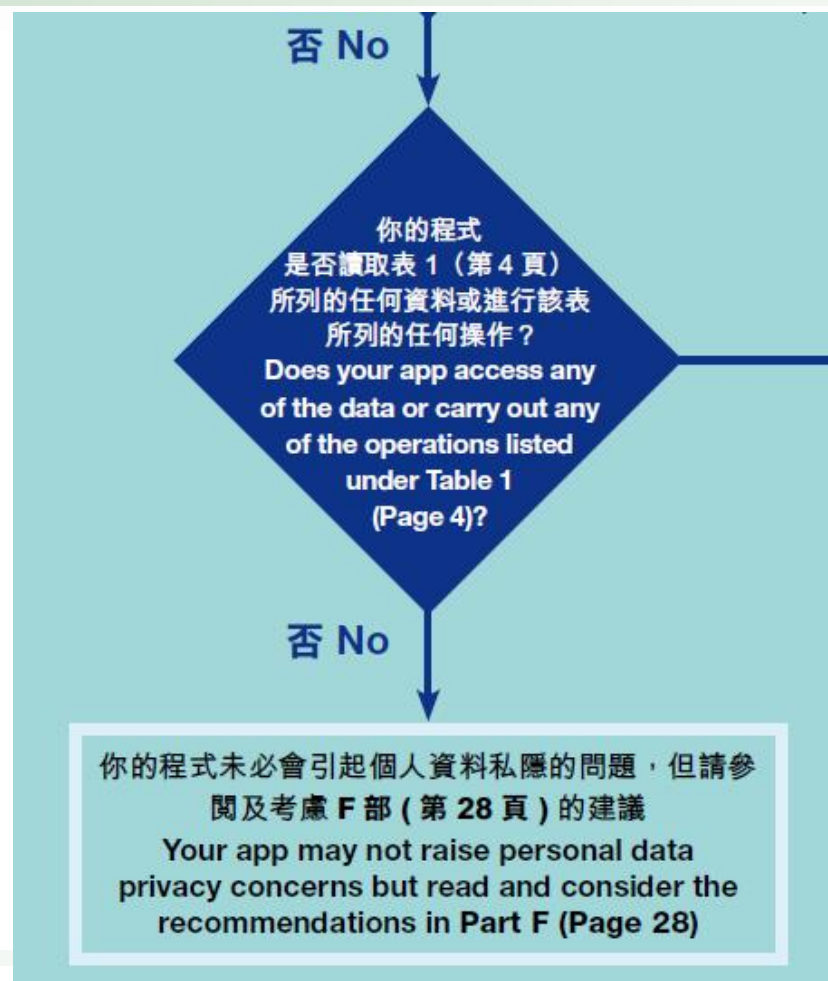 否 No
你的程式
是否讀取表 1（第 4 頁）
所列的任何資料或進行該表
所列的任何操作？
Does your app access any
of the data or carry out any
of the operations listed
under Table 1
(Page 4)?
否 No
你的程式未必會引起個人資料私隱的問題，但請參
閱及考慮 F 部 ( 第 28 頁 ) 的建議
Your app may not raise personal data
privacy concerns but read and consider the
recommendations in Part F (Page 28)